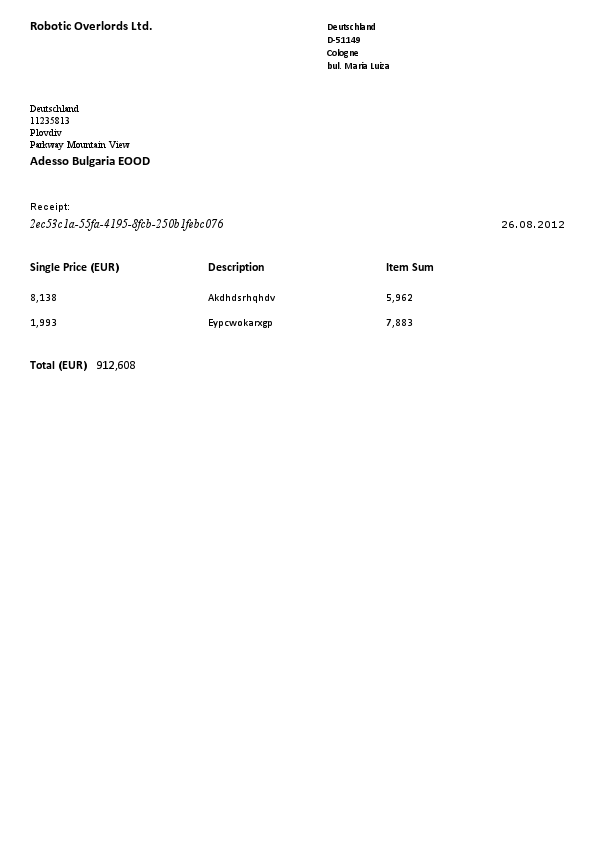 Robotic Overlords Ltd.
Deutschland
D-51149
Cologne
bul. Maria Luiza
Deutschland
11235813
Plovdiv
Parkway Mountain View
Adesso Bulgaria EOOD
Receipt:
2ec53c1a-55fa-4195-8fcb-250b1febc076 26.08.2012
Single Price (EUR) Description Item Sum
8,138 Akdhdsrhqhdv 5,962
1,993 Eypcwokarxgp 7,883
Total (EUR) 912,608